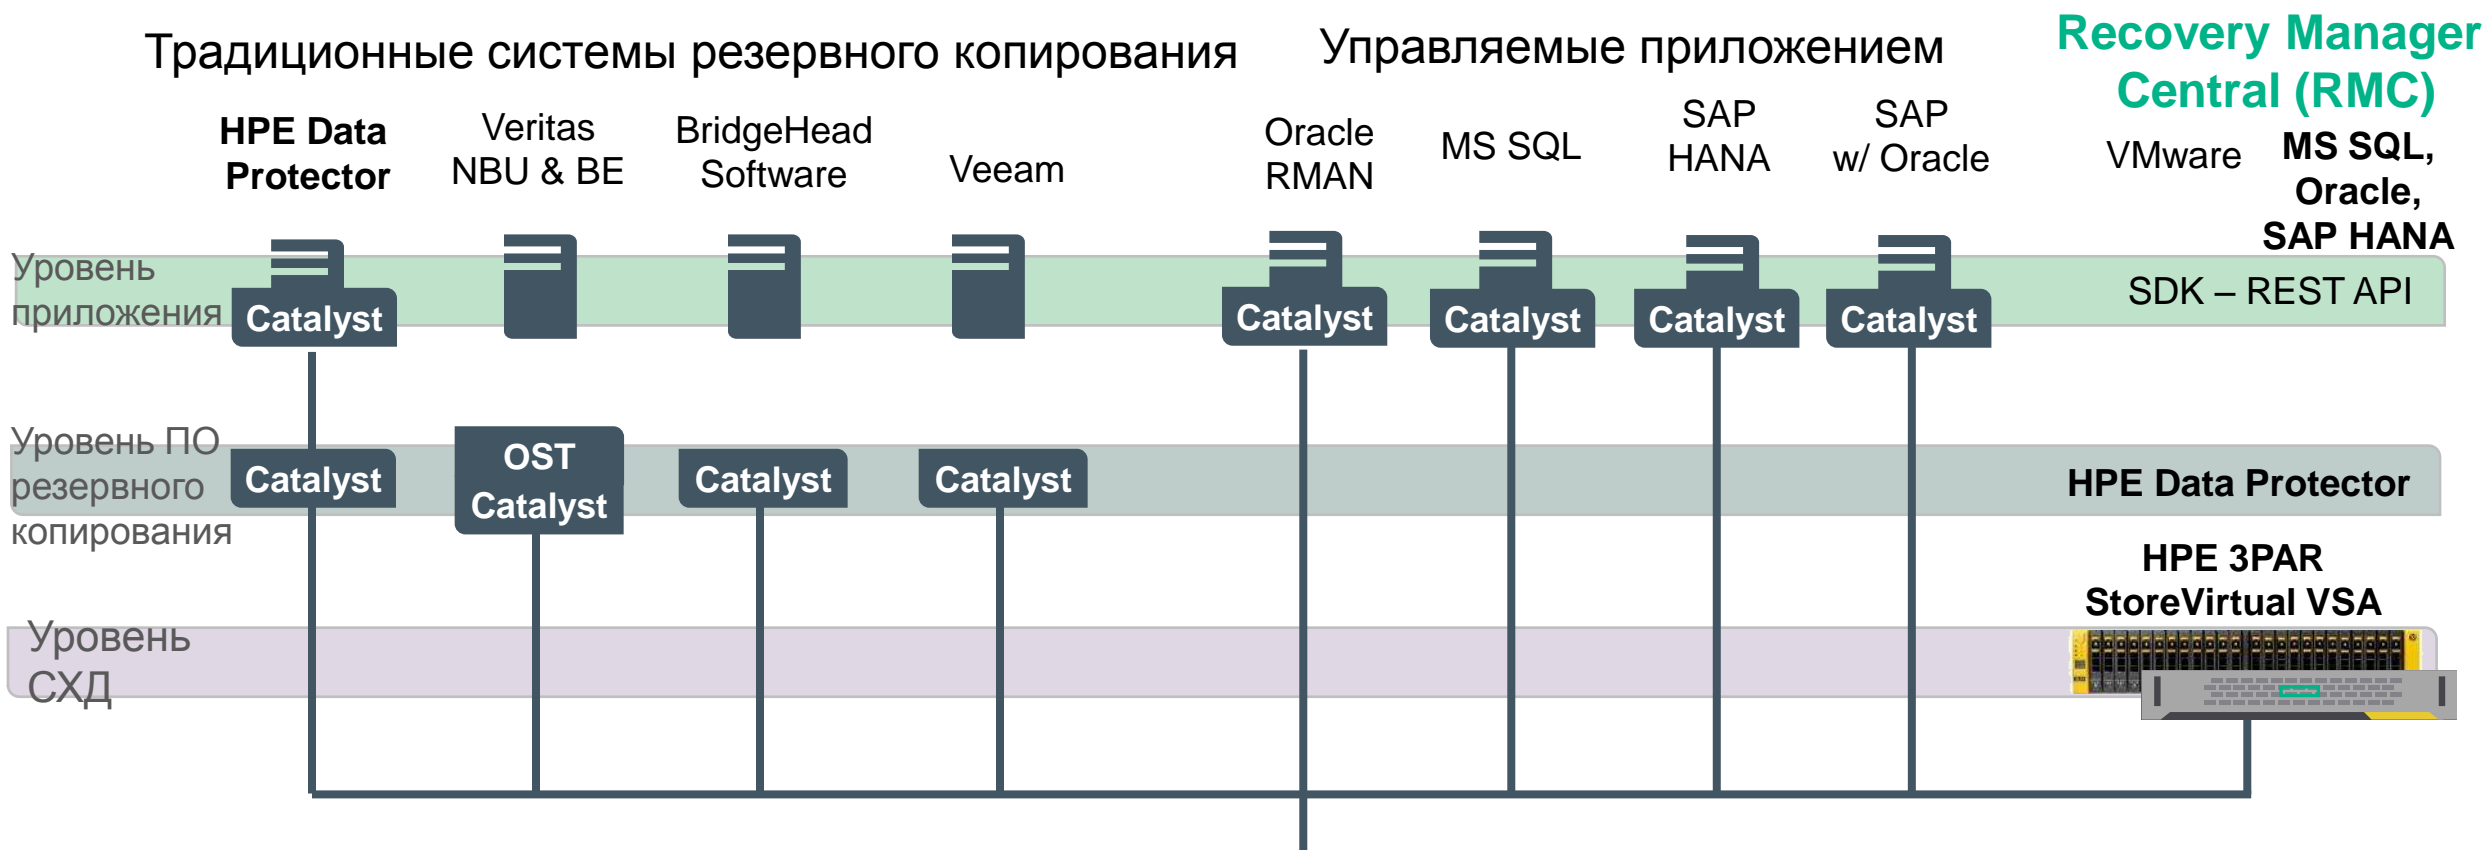 Традиционные системы резервного копирования
Управляемые приложением
Recovery Manager
Central (RMC)
HPE Data
Protector
Veritas
NBU & BE
BridgeHead
Software
Veeam
Oracle
RMAN
MS SQL
SAP
HANA
SAP
w/ Oracle
VMware
MS SQL,
Oracle,
SAP HANA
Уровень
приложения
Catalyst
Catalyst
Catalyst
Catalyst
Catalyst
SDK – REST API
Уровень ПО
резервного
копирования
Catalyst
OST
Catalyst
Catalyst
Catalyst
HPE Data Protector
HPE 3PAR
StoreVirtual VSA
Уровень
СХД